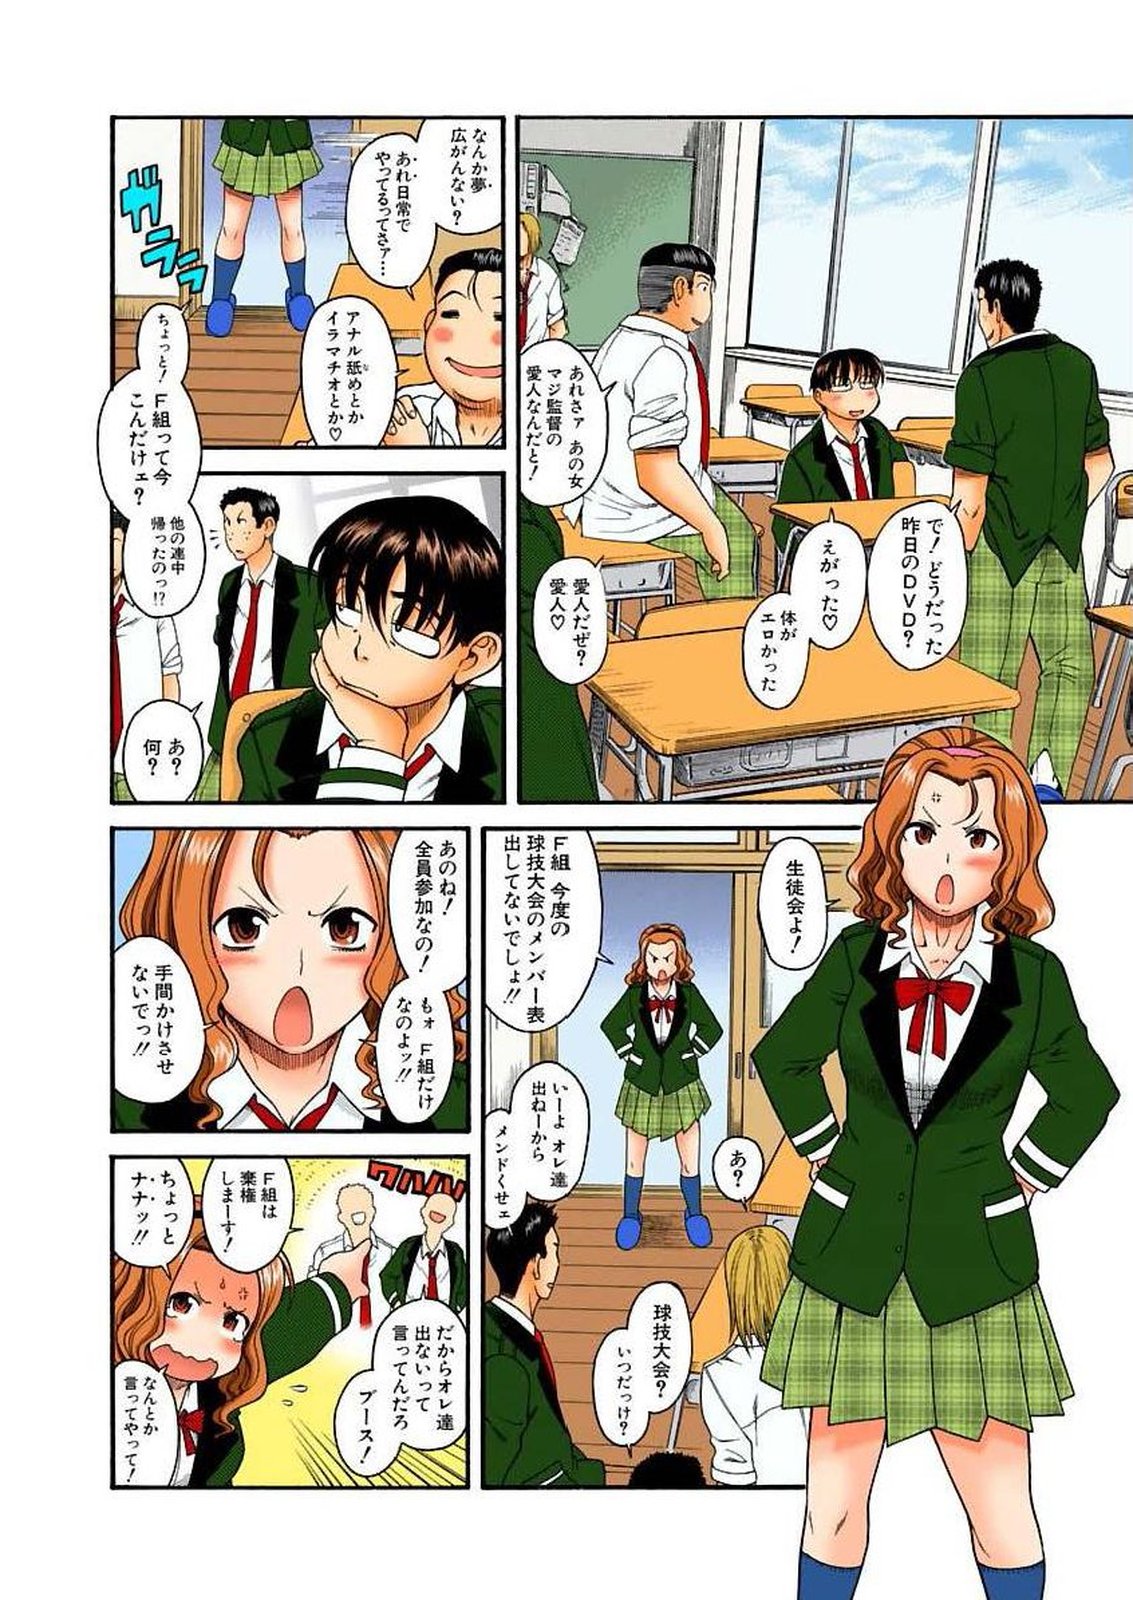 で！どうだった
昨日のＤＶＤ？
えがった♡
体が
エロかった
あれさァ あの女
マジ監督の
愛人なんだと！
愛人だぜ？
愛人♡
なんか夢
広がんない？
あれ日常で
やってるってさァ…
アナル舐めとか
な
イラマチオとか♡
ガララ
ちょっと！
Ｆ組って今
こんだけェ？
他の連中
帰ったのっ!?
あ？
何？
生徒会よ！
Ｆ組 今度の
球技大会のメンバー表
出してないでしょ!!
あ？
いーよ オレ達
出ねーから
メンドくせェ
球技大会？
いつだっけ？
あのね！
全員参加なの！
もォ Ｆ組だけ
なのよッ!!
手間かけさせ
ないでっ!!
ワハハハ
Ｆ組は
棄権
しまーす！
ちょっと
ナナッ!!
だからオレ達
出ないって
言ってんだろ
ブース！
なんとか
言ってやって！